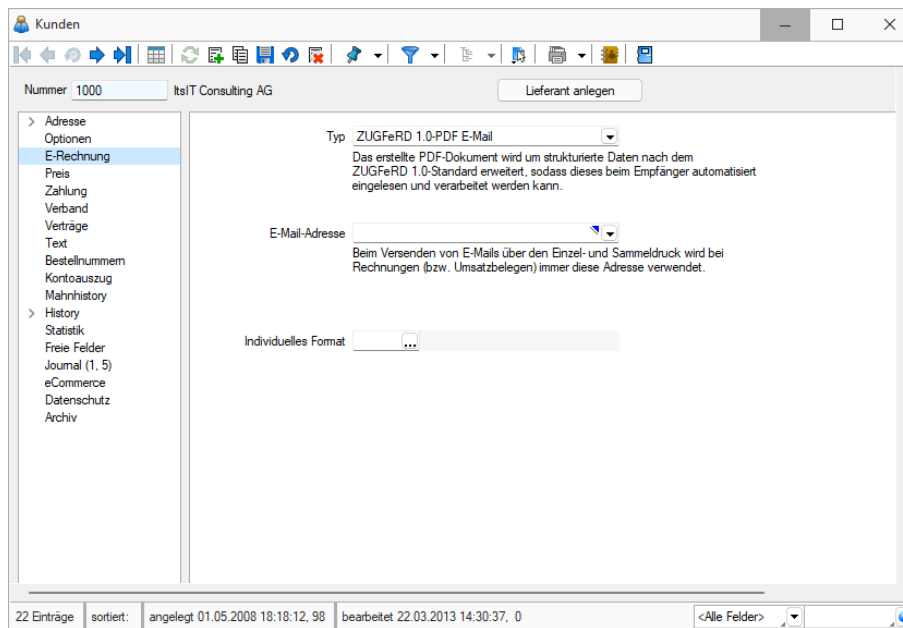 Kunden
Nummer 1000 ItsIT Consulting AG Lieferant anlegen
Adresse
Optionen
E-Rechnung
Preis
Zahlung
Verband
Verträge
Text
Bestellnummern
Kontoauszug
Mahnhistory
History
Statistik
Freie Felder
Journal (1, 5)
eCommerce
Datenschutz
Archiv
Typ ZUGFeRD 1.0-PDF E-Mail
Das erstellte PDF-Dokument wird um strukturierte Daten nach dem
ZUGFeRD 1.0-Standard erweitert, sodass dieses beim Empfänger automatisiert
eingelesen und verarbeitet werden kann.
E-Mail-Adresse
Beim Versenden von E-Mails über den Einzel- und Sammeldruck wird bei
Rechnungen (bzw. Umsatzbelegen) immer diese Adresse verwendet.
Individuelles Format ...
22 Einträge sortiert: angelegt 01.05.2008 18:18:12, 98 bearbeitet 22.03.2013 14:30:37, 0 <Alle Felder>